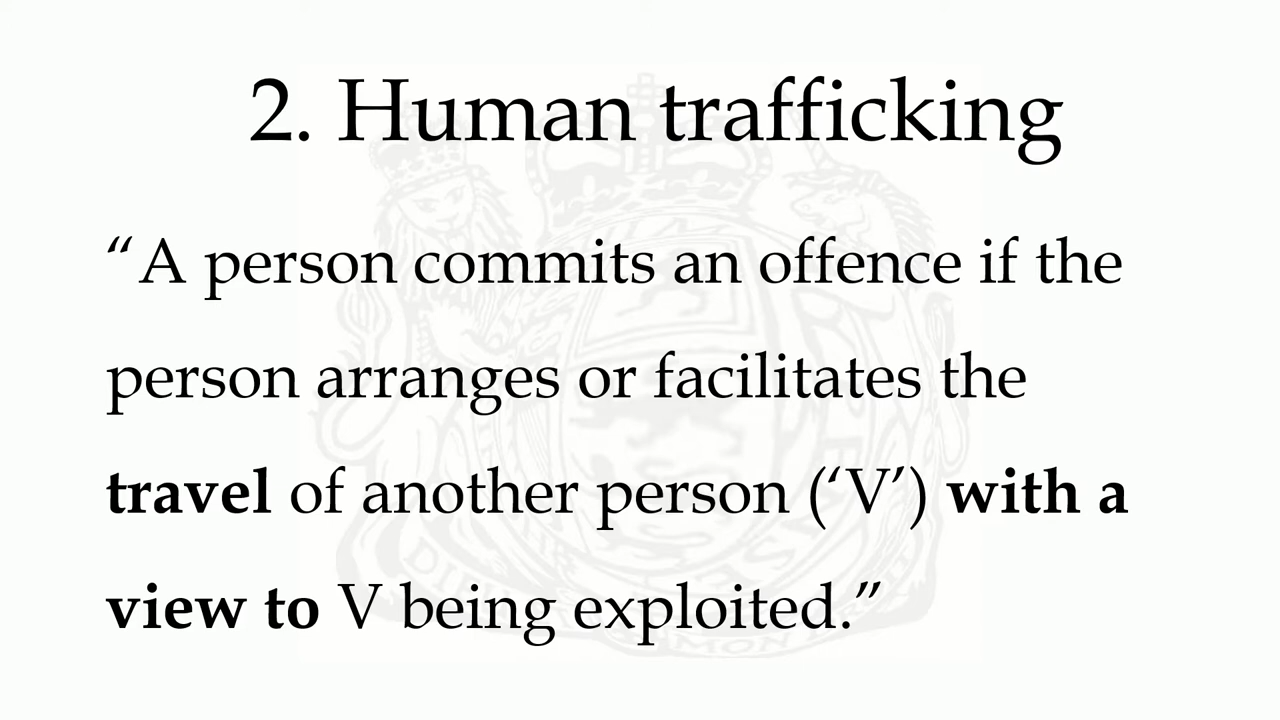 2. Human trafficking
“A person commits an offence if the
person arranges or facilitates the
travel of another person (‘V’) with a
view to V being exploited.”